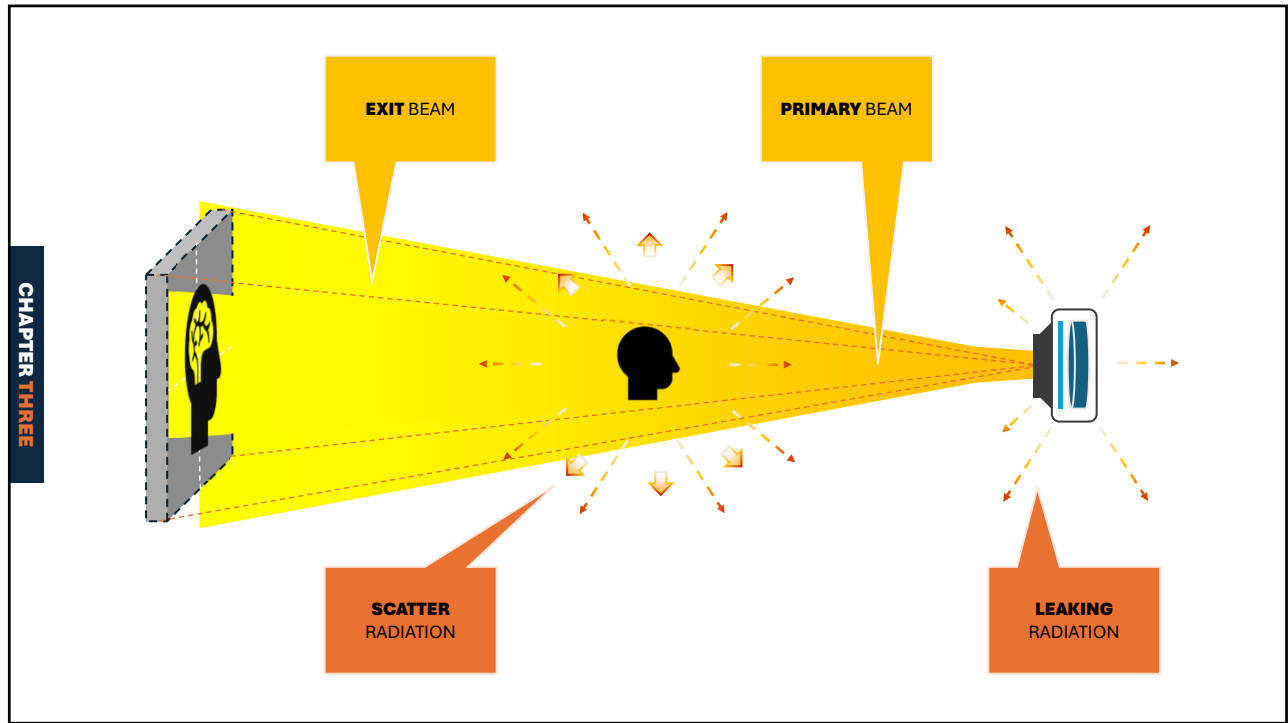 EXIT BEAM
PRIMARY BEAM
CHAPTER THREE
SCATTER
RADIATION
LEAKING
RADIATION